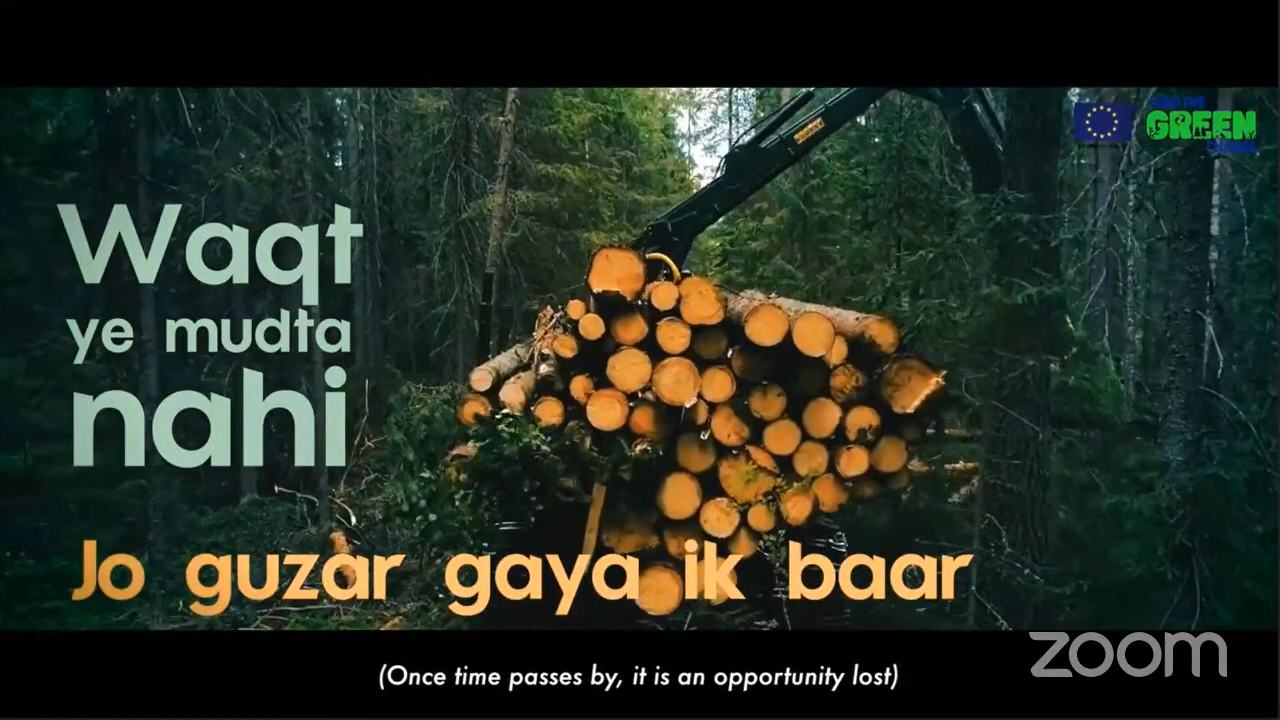 GREEN
Waqt
ye mudta
nahi
Jo guzar gaya ik baar
zoom
(Once time passes by, it is an opportunity lost)